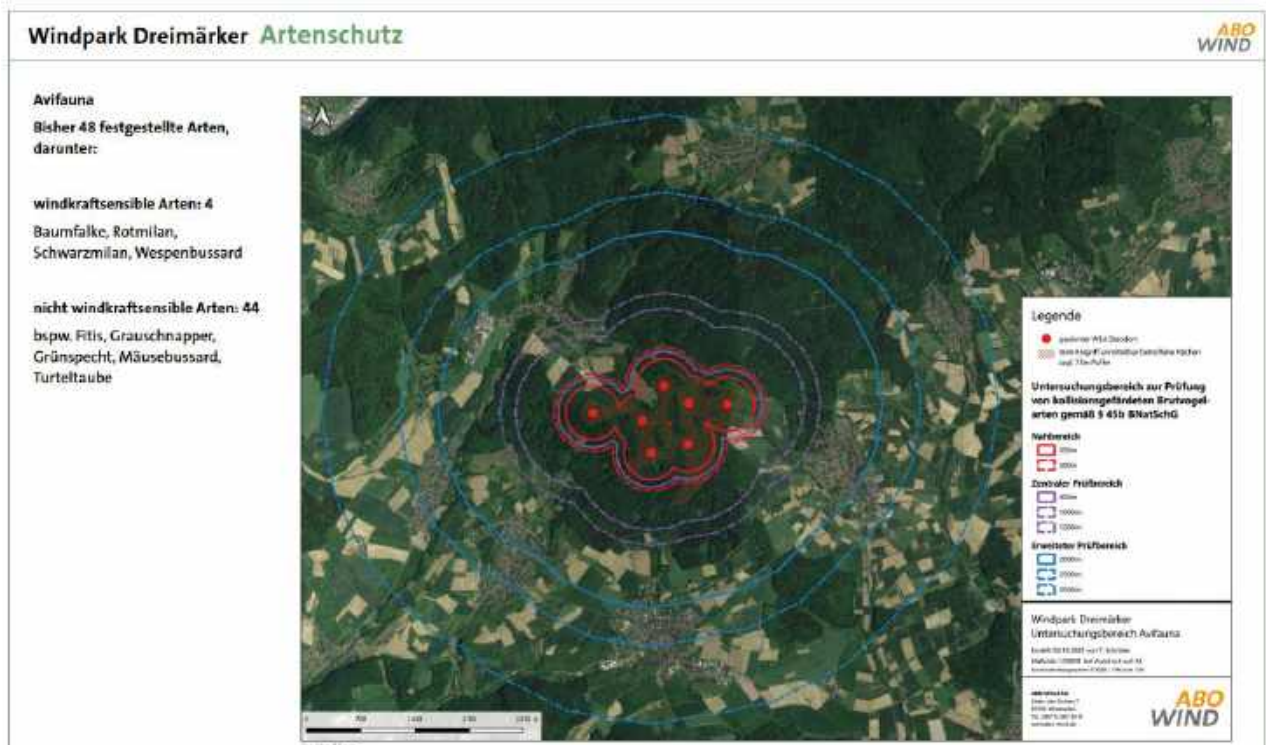 Windpark Dreimärker Artenschutz
ABO
WIND
Avifauna
Bisher 48 festgestellte Arten,
darunter:
windkraftsensible Arten: 4
Baumfalke, Rotmilan,
Schwarzmilan, Wespenbussard
nicht windkraftsensible Arten: 44
bspw. Fitis, Grauschnapper,
Grünspecht, Mäusebussard,
Turteltaube
Legende
Untersuchungsbereich zur Prüfung
von kollisionsgefördeten Brutvogel-
arten gemäß § 45b BNatSchG
Nahbereich
Zentraler Prüfbereich
Erweiteter Prüfbereich
Windpark Dreimärker
Untersuchungsbereich Avifauna
ABO
WIND